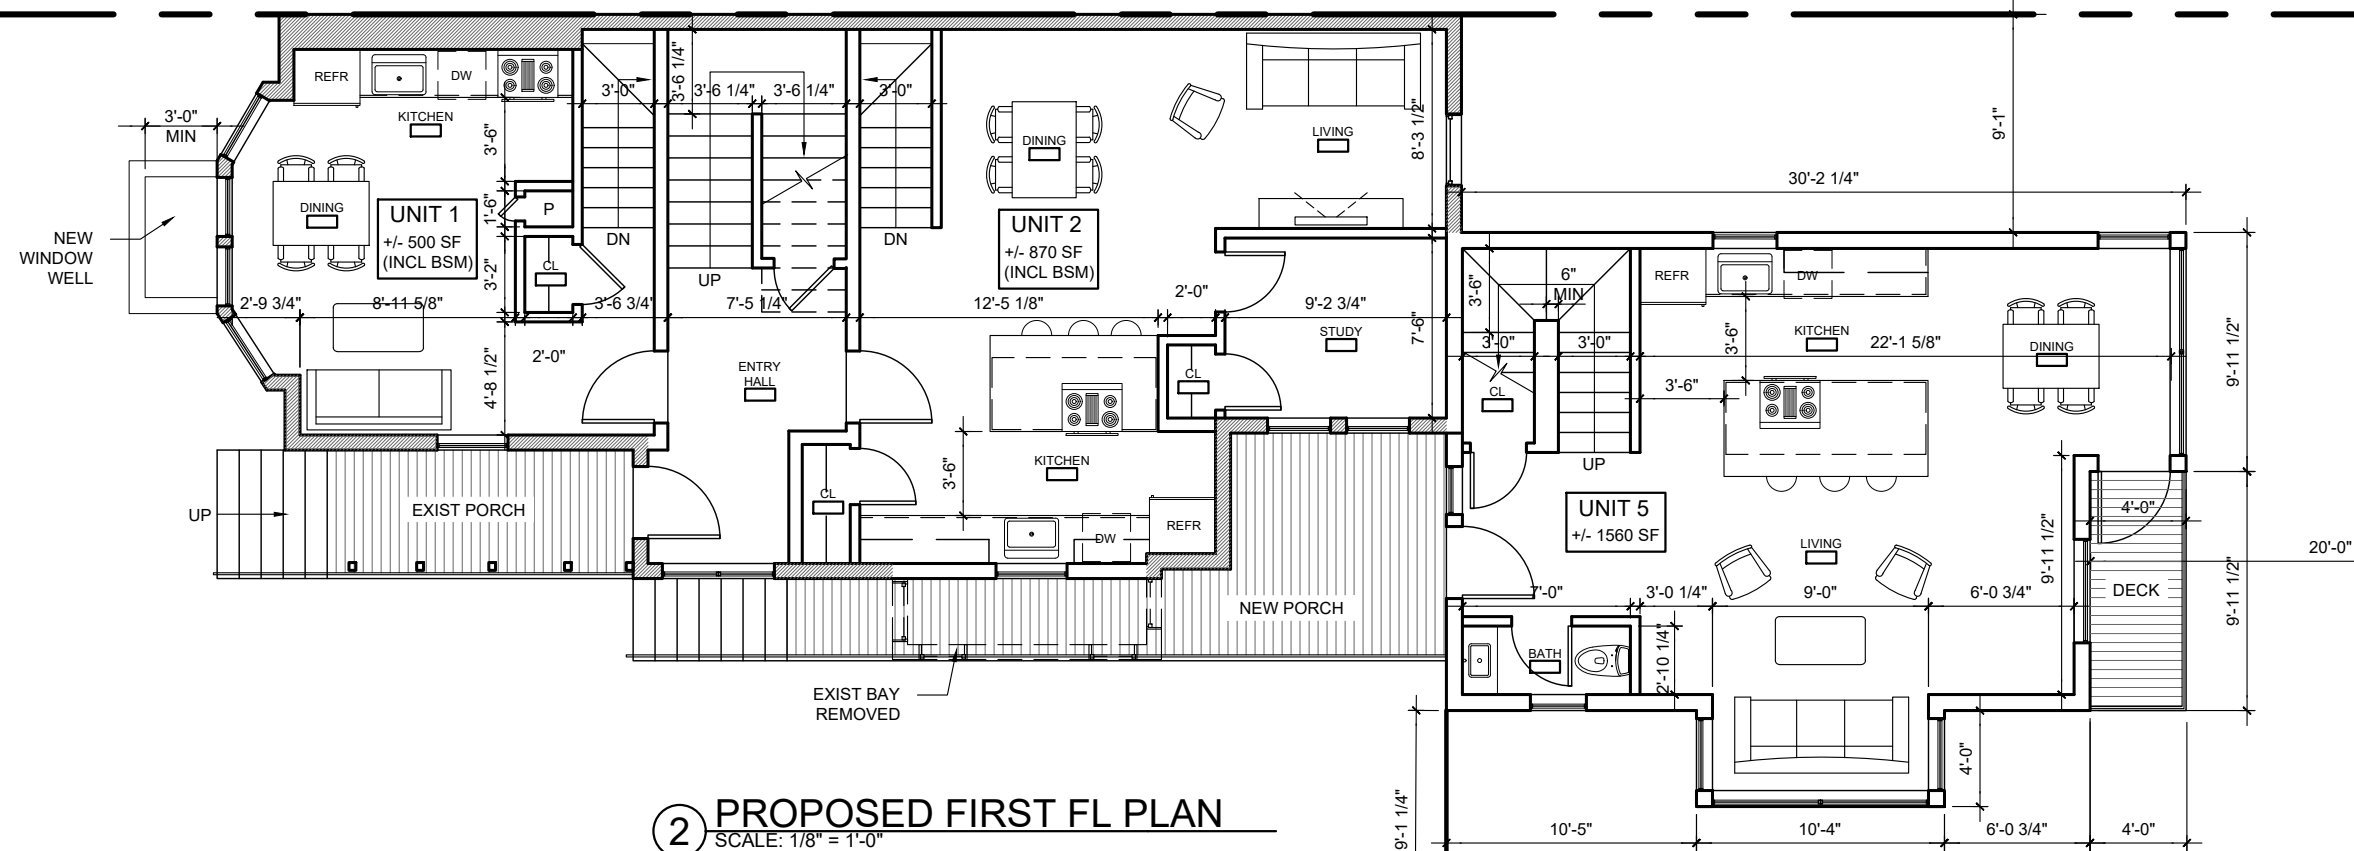 3'-6 1/4"
REFR
DW
3'-0"
3'-6 1/4"
3'-6 1/4"
3'-0"
3'-0"
MIN
KITCHEN
3'-6"
DINING
LIVING
8'-3 1/2"
9'-1"
30'-2 1/4"
DINING
UNIT 1
+/- 500 SF
(INCL BSM)
1'-6"
P
NEW
WINDOW
WELL
3'-2"
CL
DN
UP
DN
UNIT 2
+/- 870 SF
(INCL BSM)
2'-9 3/4"
8'-11 5/8"
3'-6 3/4"
7'-5 1/4"
12'-5 1/8"
2'-0"
9'-2 3/4"
STUDY
7'-6"
3'-6"
6"
MIN
REFR
DW
KITCHEN
3'-6"
3'-0"
3'-0"
22'-1 5/8"
DINING
9'-11 1/2"
4'-8 1/2"
2'-0"
ENTRY
HALL
CL
CL
3'-6"
UP
EXIST PORCH
CL
3'-6"
KITCHEN
DW
REFR
UP
UNIT 5
+/- 1560 SF
LIVING
9'-11 1/2"
4'-0"
20'-0"
DECK
9'-11 1/2"
NEW PORCH
7'-0"
3'-0 1/4"
9'-0"
6'-0 3/4"
BATH
2'-10 1/4"
EXIST BAY
REMOVED
4'-0"
9'-1 1/4"
10'-5"
10'-4"
6'-0 3/4"
4'-0"
2
PROPOSED FIRST FL PLAN
SCALE: 1/8" = 1'-0"